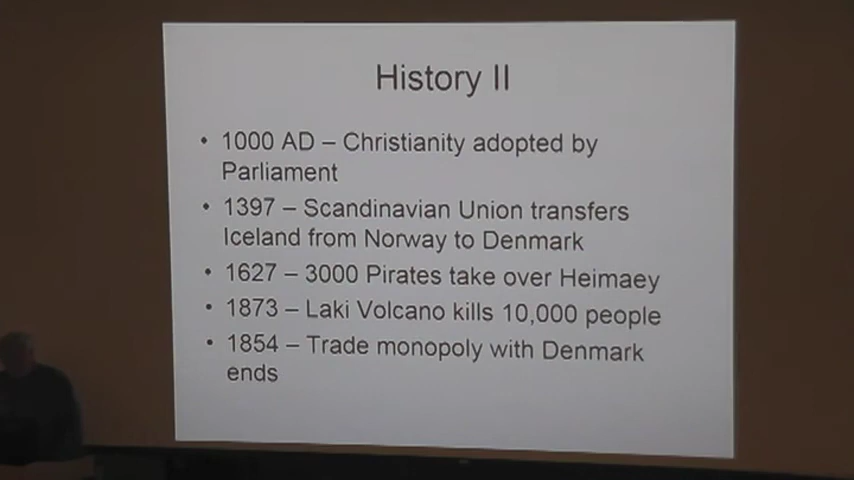 History II
• 1000 AD – Christianity adopted by
Parliament
• 1397 – Scandinavian Union transfers
Iceland from Norway to Denmark
• 1627 – 3000 Pirates take over Heimaey
• 1873 – Laki Volcano kills 10,000 people
• 1854 – Trade monopoly with Denmark
ends